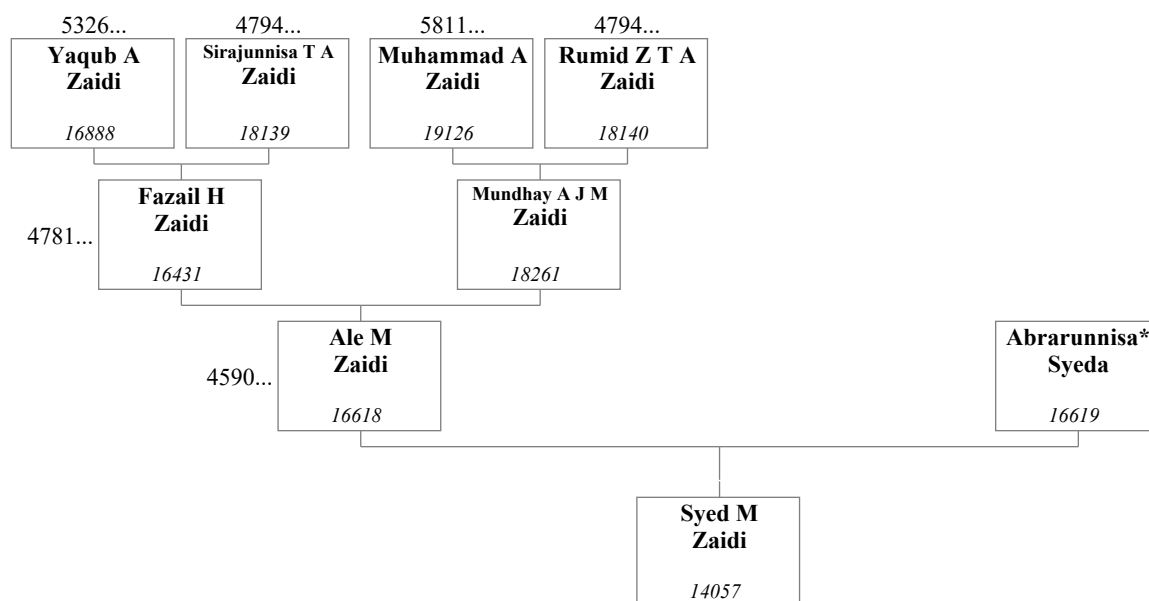 5326... 4794... 5811... 4794...
Yaqub A
Zaidi
16888
Sirajunnisa T A
Zaidi
18139
Muhammad A
Zaidi
19126
Rumid Z T A
Zaidi
18140
4781...
Fazail H
Zaidi
16431
Mundhay A J M
Zaidi
18261
4590...
Ale M
Zaidi
16618
Abrarunnisa*
Syeda
16619
Syed M
Zaidi
14057